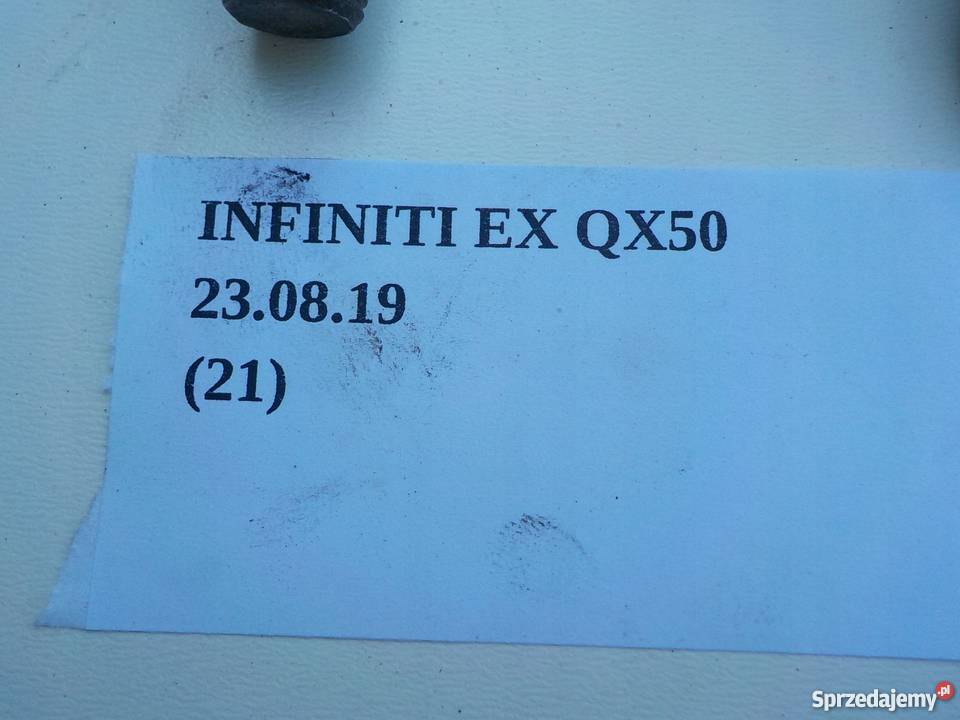 INFINITI EX QX50
23.08.19
(21)
Sprzedajemy.pl